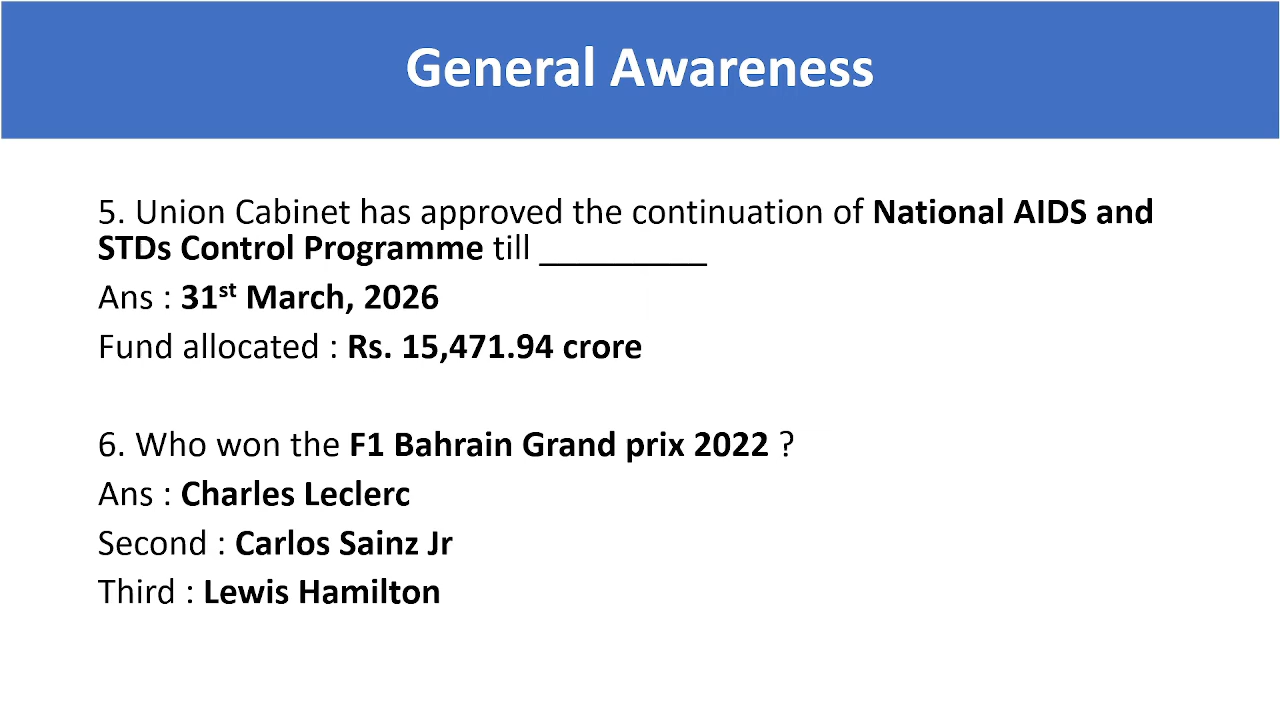 General Awareness
5. Union Cabinet has approved the continuation of National AIDS and
STDs Control Programme till _________
Ans : 31st March, 2026
Fund allocated : Rs. 15,471.94 crore
6. Who won the F1 Bahrain Grand prix 2022 ?
Ans : Charles Leclerc
Second : Carlos Sainz Jr
Third : Lewis Hamilton